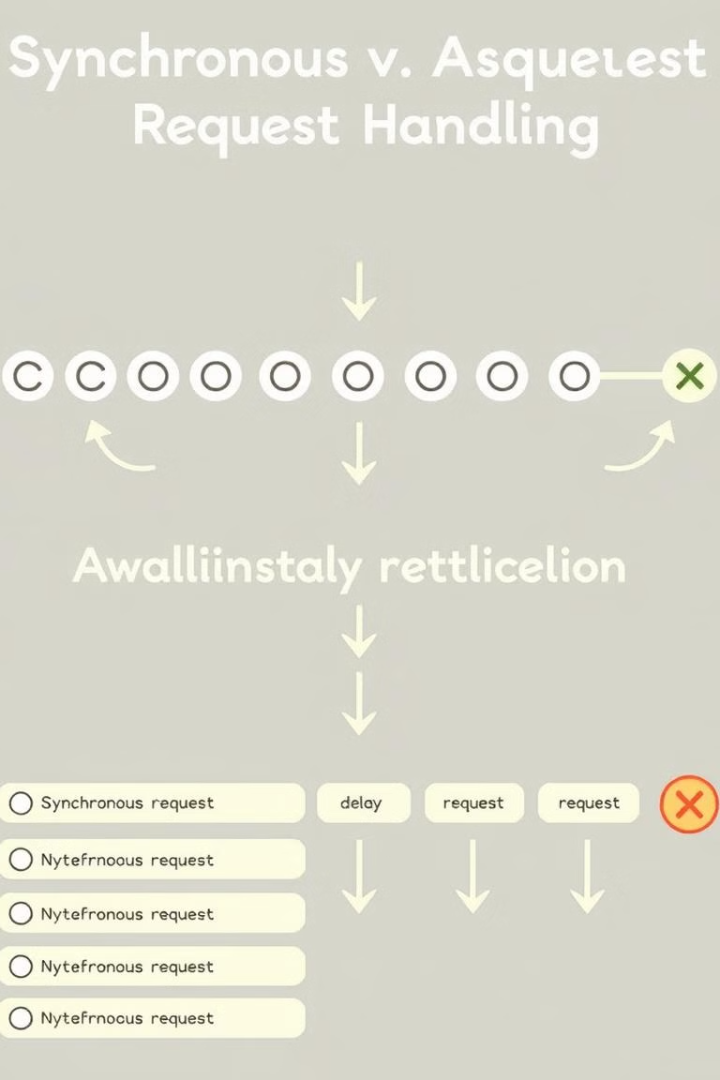 Synchronous v. Asqueɩest
Request Handling
C C O O O O O O O X
Awalliinstaly rettlicelion
Synchronous request delay request request X
Nytefrnoous request
Nytefronous request
Nytefronous request
Nytefrnocus request